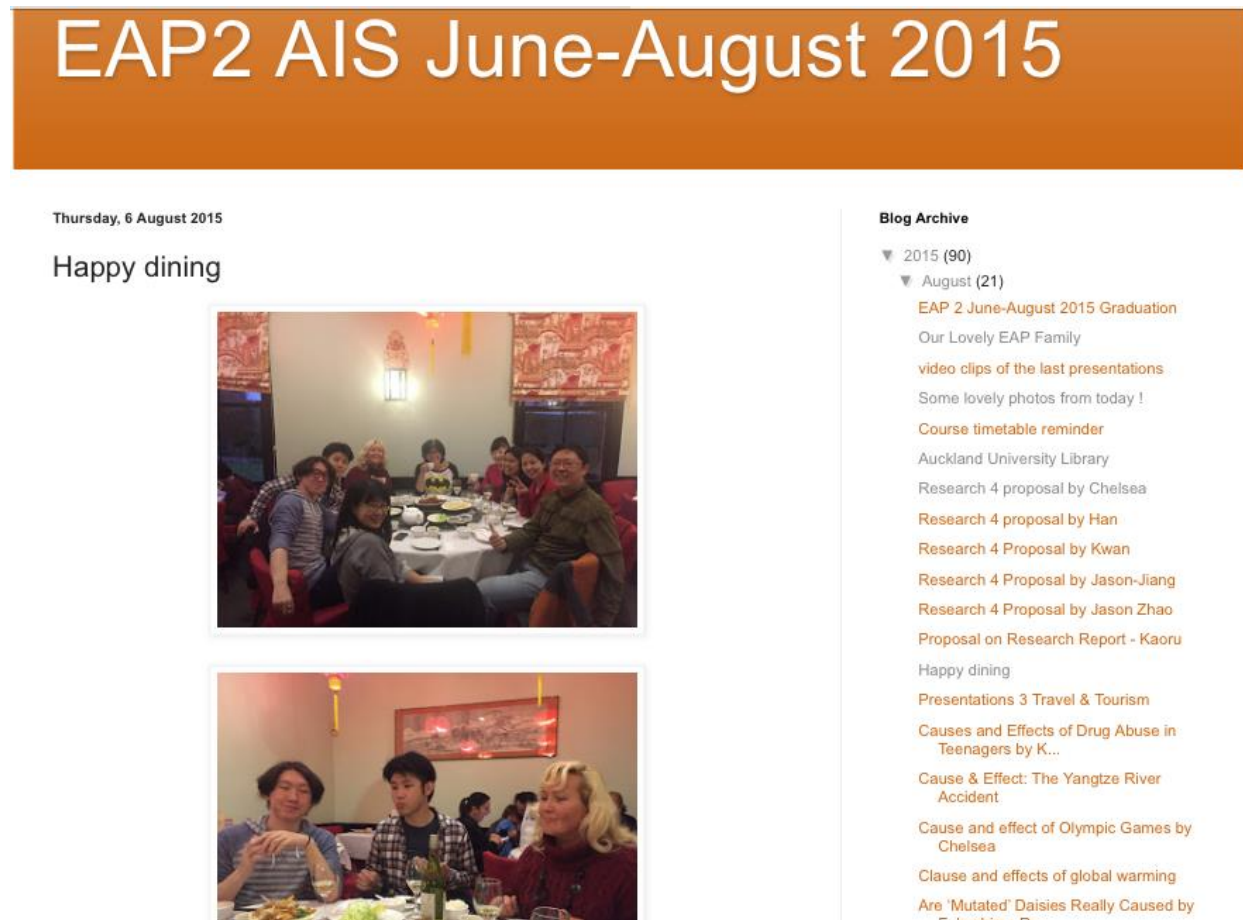 EAP2 AIS June-August 2015
Thursday, 6 August 2015
Happy dining
Blog Archive
▼ 2015 (90)
▼ August (21)
EAP 2 June-August 2015 Graduation
Our Lovely EAP Family
video clips of the last presentations
Some lovely photos from today !
Course timetable reminder
Auckland University Library
Research 4 proposal by Chelsea
Research 4 proposal by Han
Research 4 Proposal by Kwan
Research 4 Proposal by Jason-Jiang
Research 4 Proposal by Jason Zhao
Proposal on Research Report - Kaoru
Happy dining
Presentations 3 Travel & Tourism
Causes and Effects of Drug Abuse in
Teenagers by K...
Cause & Effect: The Yangtze River
Accident
Cause and effect of Olympic Games by
Chelsea
Clause and effects of global warming
Are ‘Mutated’ Daisies Really Caused by